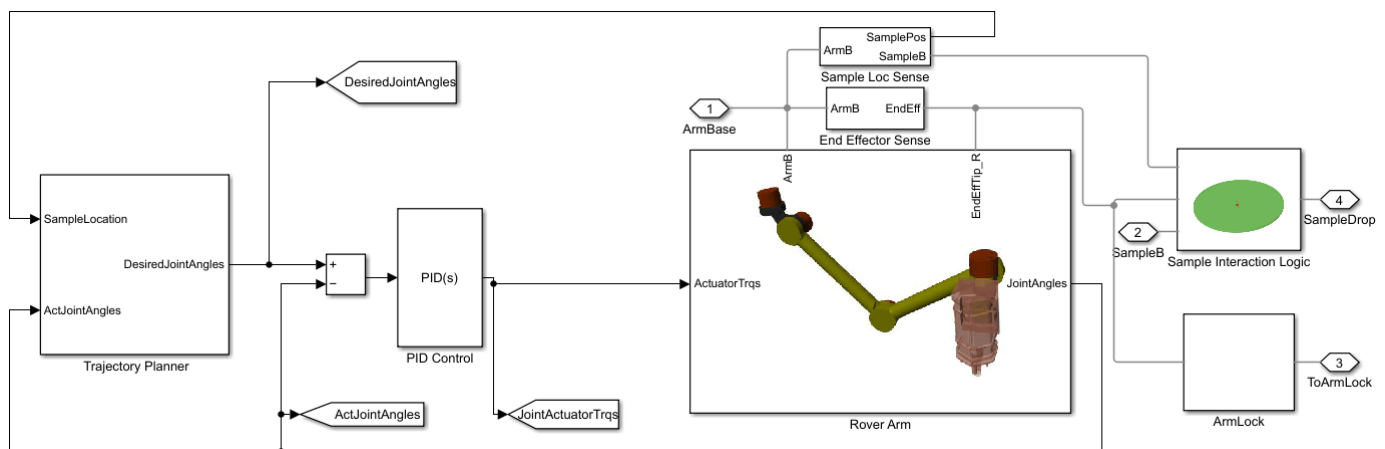 SamplePos
ArmB
SampleB
Sample Loc Sense
DesiredJointAngles
1
ArmBase
ArmB
EndEff
End Effector Sense
ArmB
EndEffTip_R
SampleLocation
DesiredJointAngles
ActJointAngles
Trajectory Planner
+
−
PID(s)
PID Control
ActuatorTrqs
JointAngles
Rover Arm
ActJointAngles
JointActuatorTrqs
2
SampleB
4
SampleDrop
Sample Interaction Logic
3
ToArmLock
ArmLock